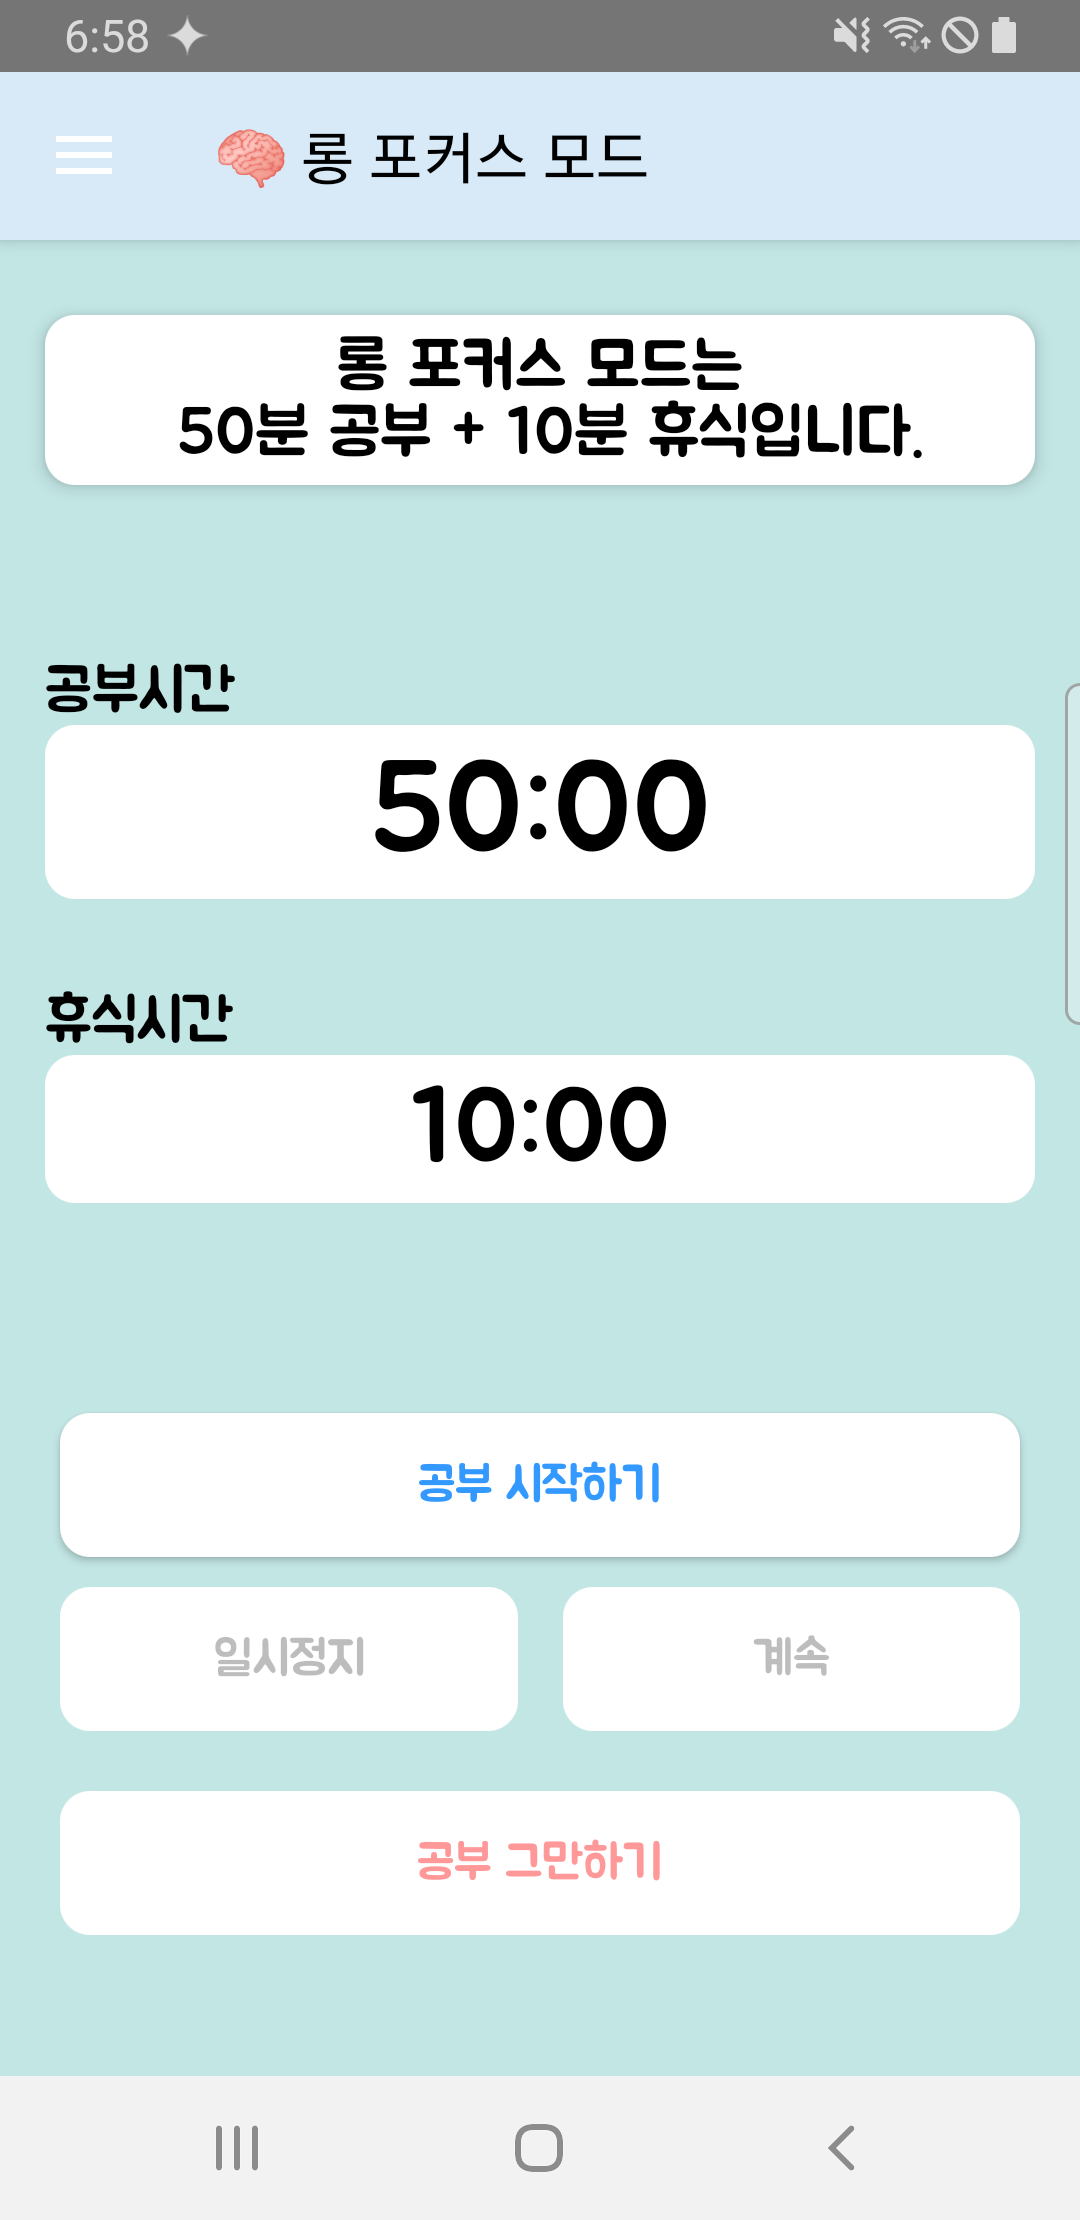 6:58
🧠 롱 포커스 모드
롱 포커스 모드는
50분 공부 + 10분 휴식입니다.
공부시간
50:00
휴식시간
10:00
공부 시작하기
일시정지 계속
공부 그만하기